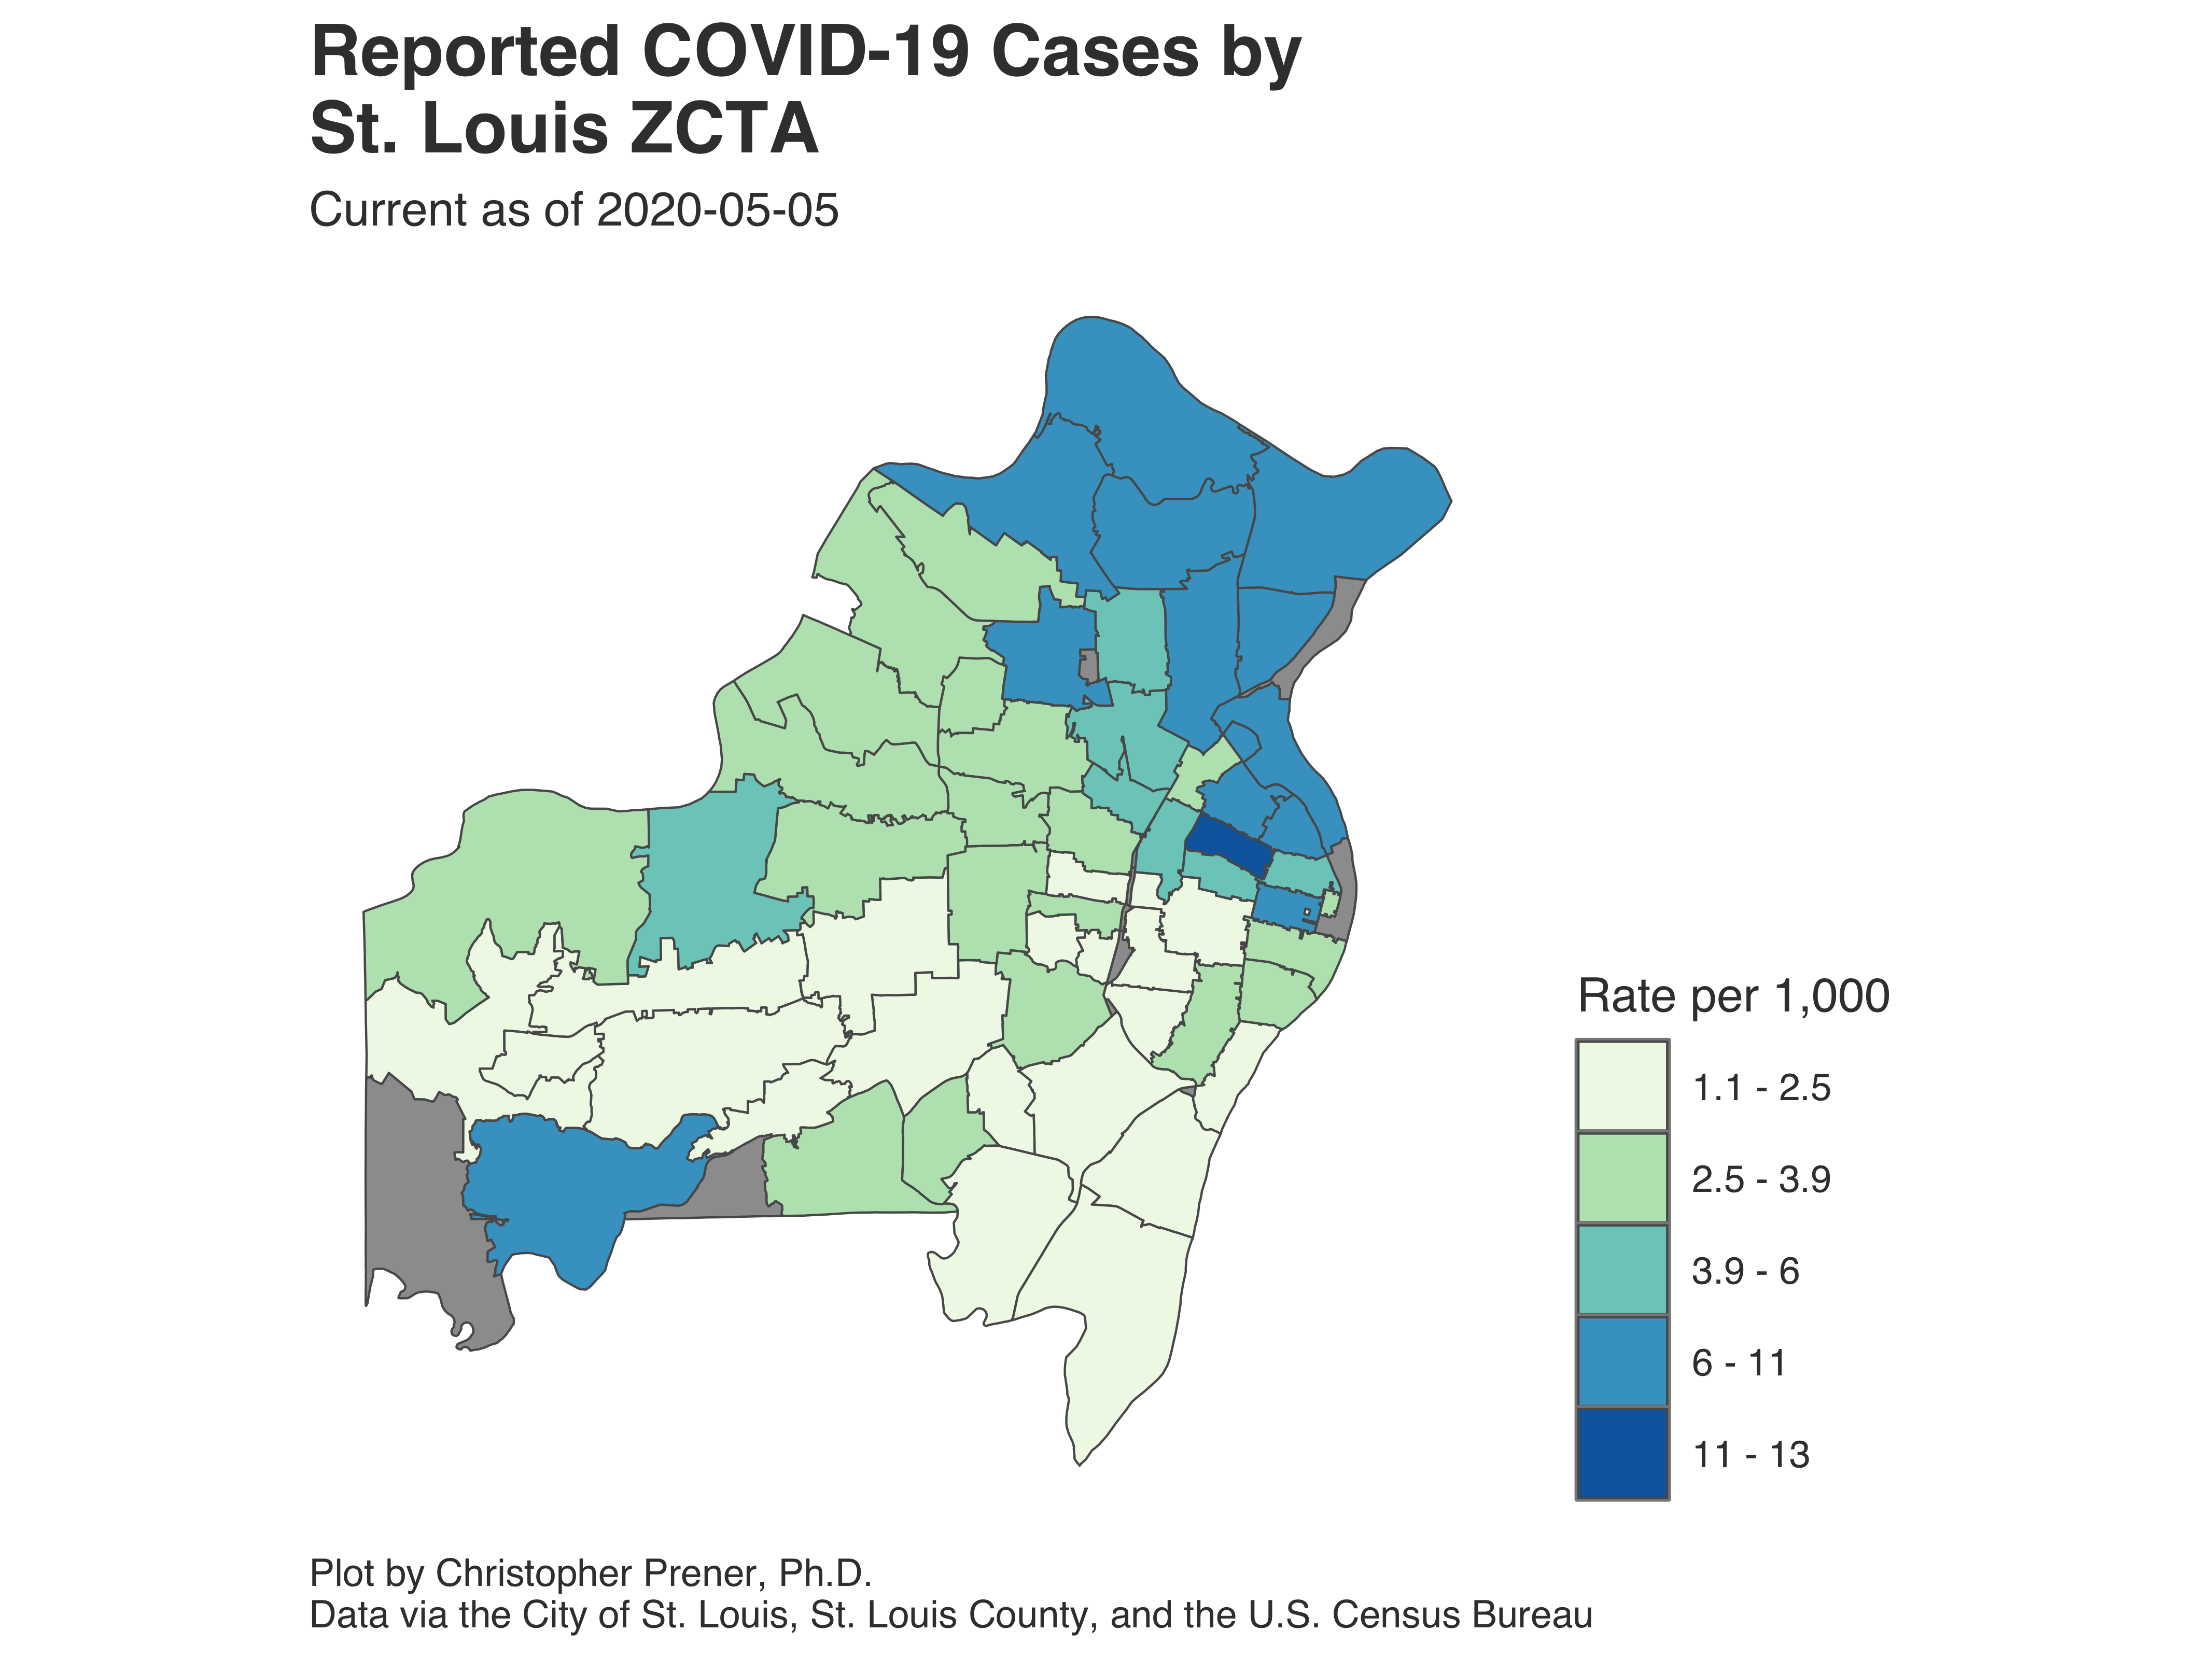 Reported COVID-19 Cases by
St. Louis ZCTA
Current as of 2020-05-05
Rate per 1,000
1.1 - 2.5
2.5 - 3.9
3.9 - 6
6 - 11
11 - 13
Plot by Christopher Prener, Ph.D.
Data via the City of St. Louis, St. Louis County, and the U.S. Census Bureau